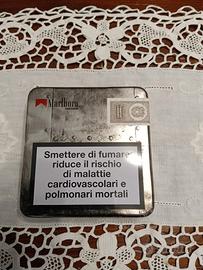 Marlboro
Smettere di fumare
riduce il rischio
di malattie
cardiovascolari e
polmonari mortali